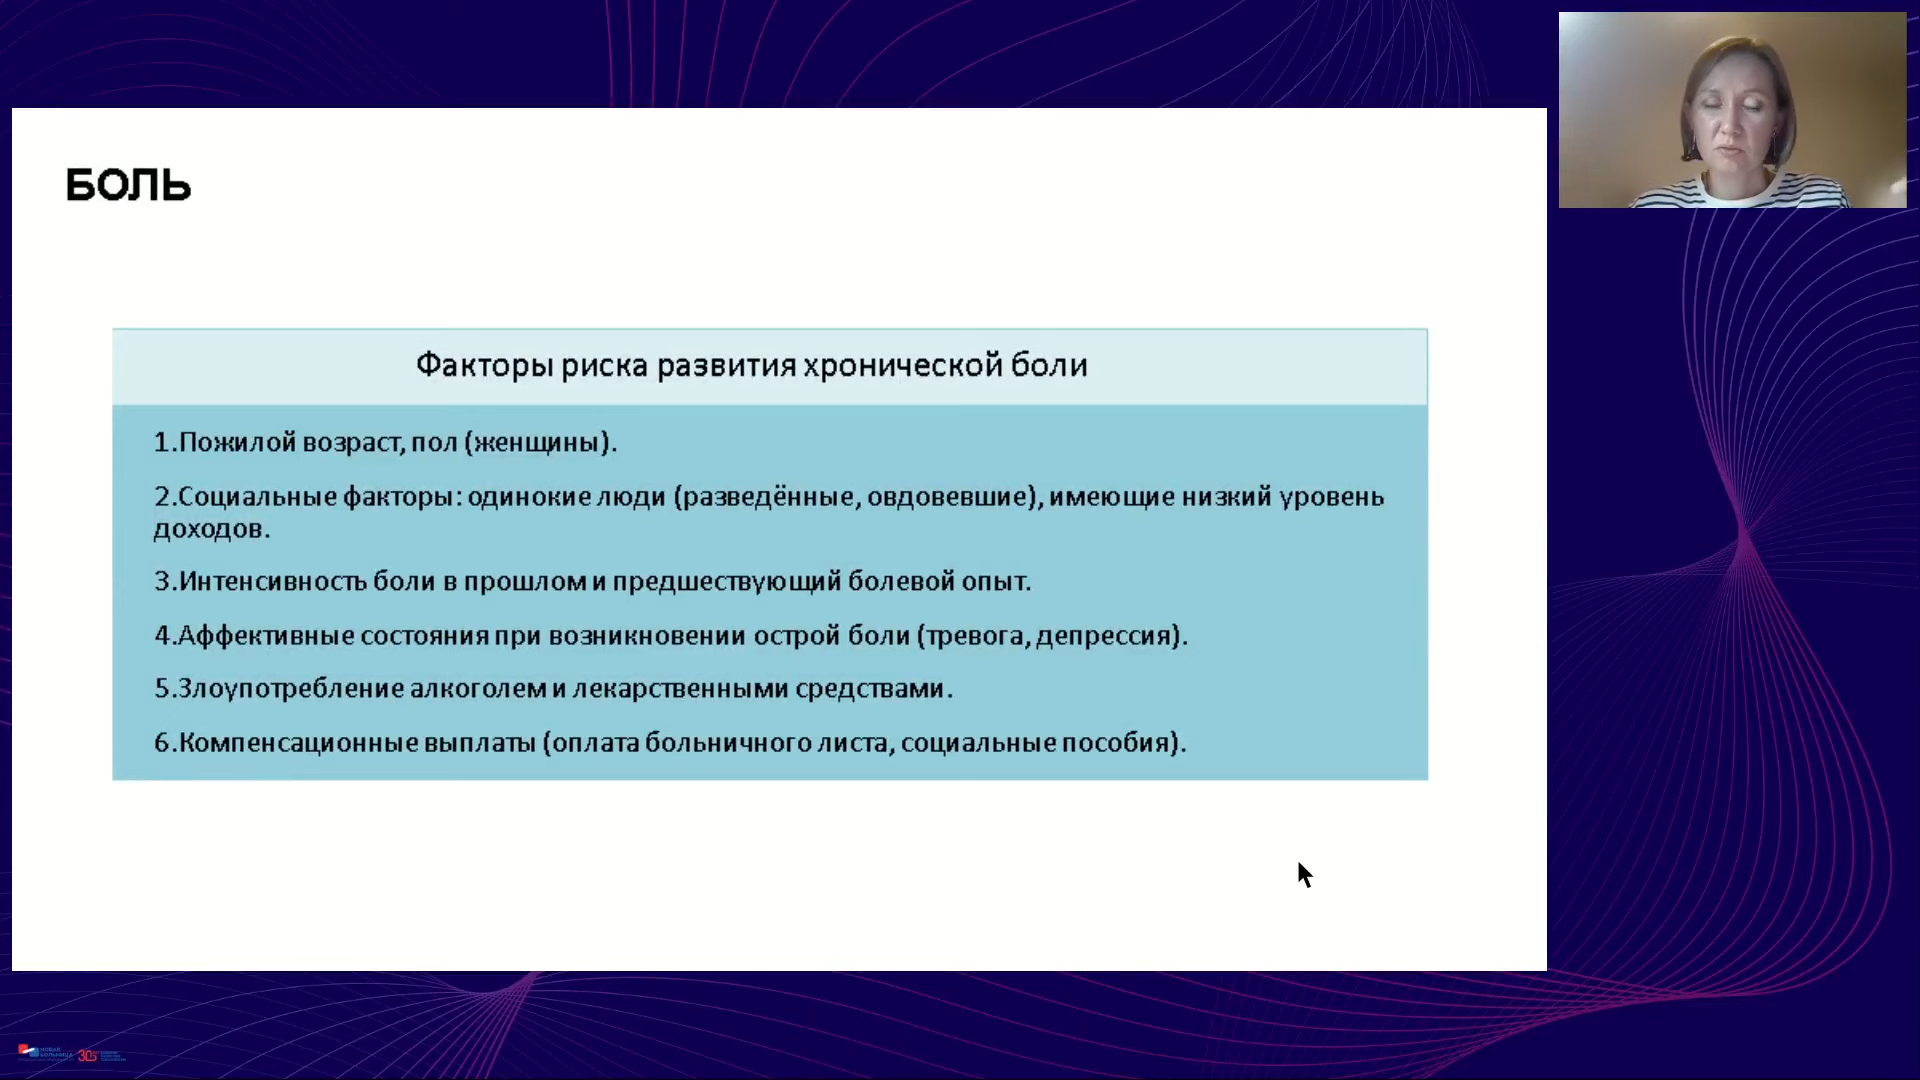 БОЛЬ
Факторы риска развития хронической боли
1.Пожилой возраст, пол (женщины).
2.Социальные факторы: одинокие люди (разведённые, овдовевшие), имеющие низкий уровень
доходов.
3.Интенсивность боли в прошлом и предшествующий болевой опыт.
4.Аффективные состояния при возникновении острой боли (тревога, депрессия).
5.Злоупотребление алкоголем и лекарственными средствами.
6.Компенсационные выплаты (оплата больничного листа, социальные пособия).
НОВАЯ
БОЛЬНИЦА